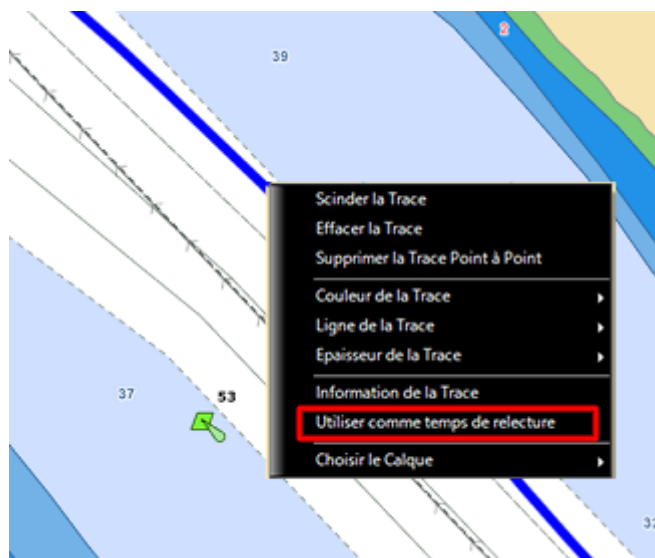 2
39
Scinder la Trace
Effacer la Trace
Supprimer la Trace Point à Point
Couleur de la Trace
Ligne de la Trace
Epaisseur de la Trace
Information de la Trace
37
53
Utiliser comme temps de relecture
Choisir le Calque